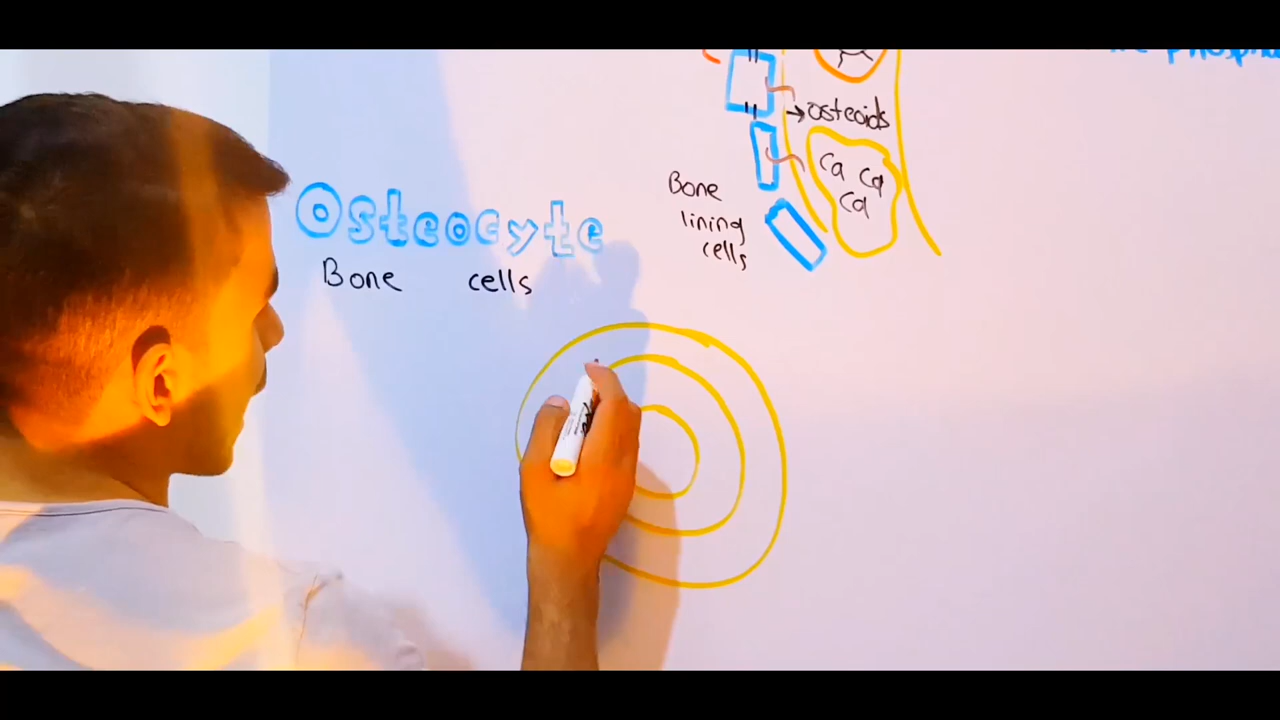 →osteoids
Ca Ca
Ca
Bone
lining
cells
Osteocyte
Bone cells